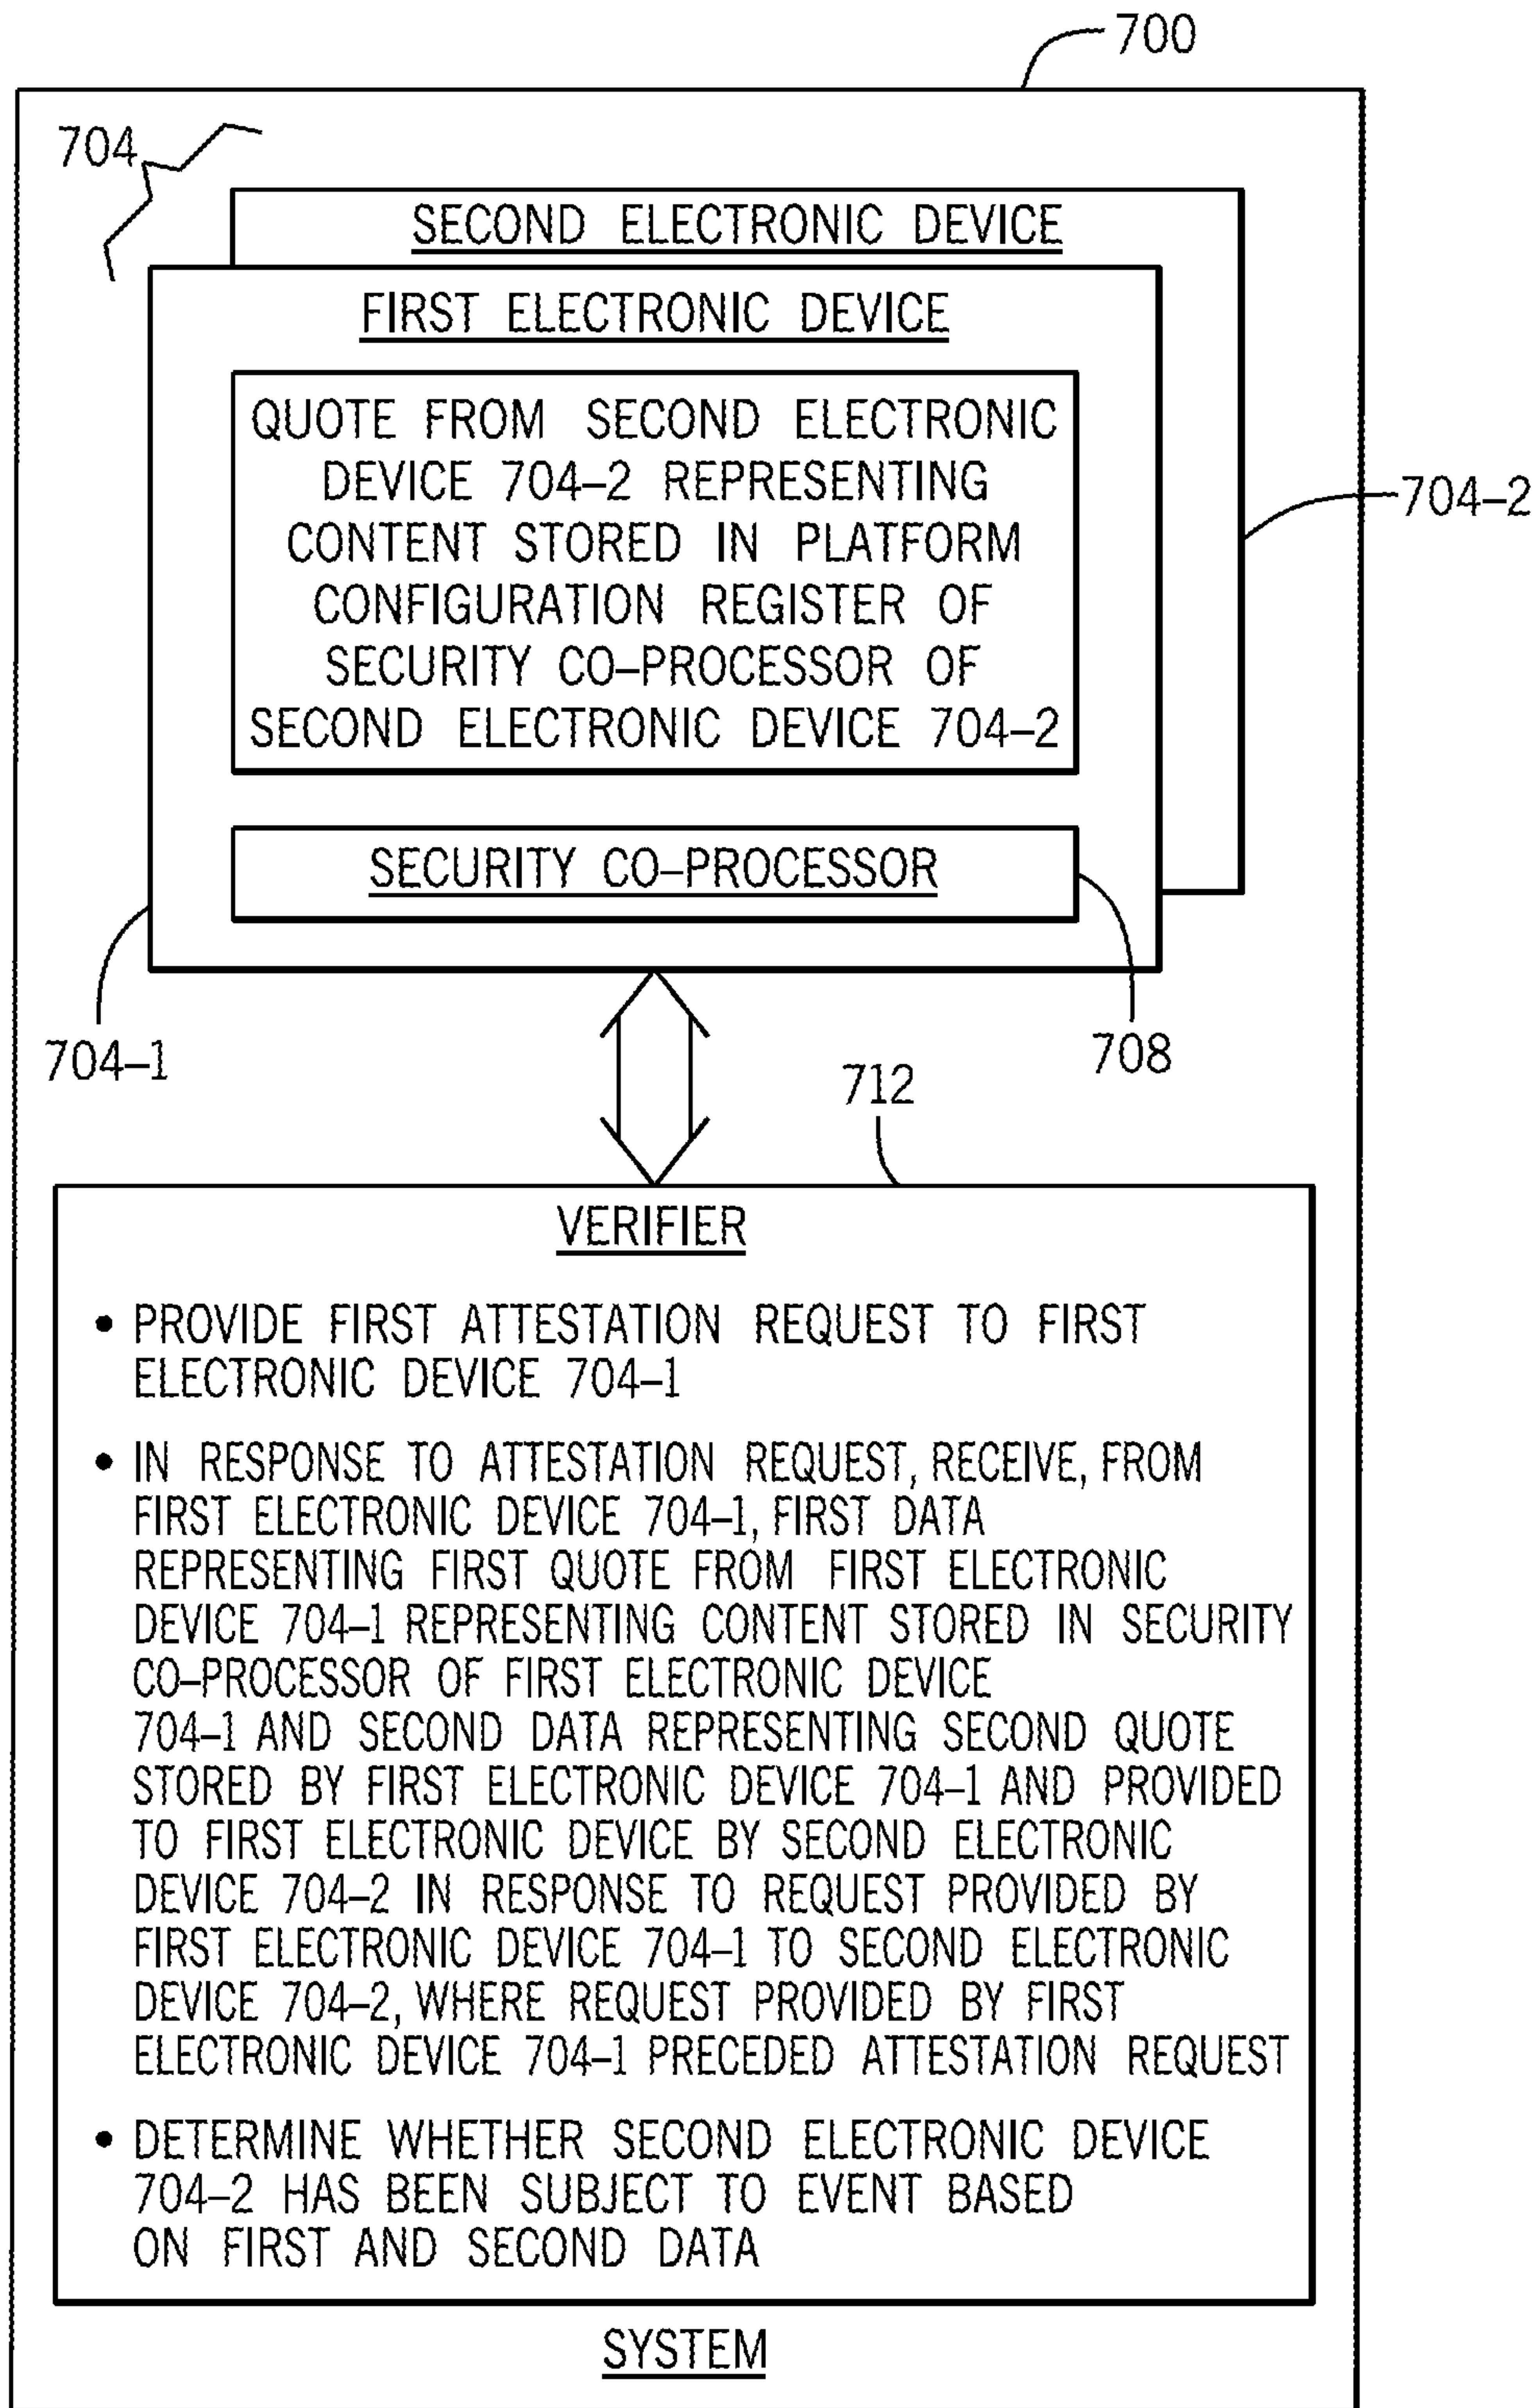 700
704
SECOND ELECTRONIC DEVICE
FIRST ELECTRONIC DEVICE
QUOTE FROM SECOND ELECTRONIC
DEVICE 704–2 REPRESENTING
CONTENT STORED IN PLATFORM
CONFIGURATION REGISTER OF
SECURITY CO–PROCESSOR OF
SECOND ELECTRONIC DEVICE 704–2
704–2
SECURITY CO–PROCESSOR
704–1
708
712
VERIFIER
• PROVIDE FIRST ATTESTATION REQUEST TO FIRST
ELECTRONIC DEVICE 704–1
• IN RESPONSE TO ATTESTATION REQUEST, RECEIVE, FROM
FIRST ELECTRONIC DEVICE 704–1, FIRST DATA
REPRESENTING FIRST QUOTE FROM FIRST ELECTRONIC
DEVICE 704–1 REPRESENTING CONTENT STORED IN SECURITY
CO–PROCESSOR OF FIRST ELECTRONIC DEVICE
704–1 AND SECOND DATA REPRESENTING SECOND QUOTE
STORED BY FIRST ELECTRONIC DEVICE 704–1 AND PROVIDED
TO FIRST ELECTRONIC DEVICE BY SECOND ELECTRONIC
DEVICE 704–2 IN RESPONSE TO REQUEST PROVIDED BY
FIRST ELECTRONIC DEVICE 704–1 TO SECOND ELECTRONIC
DEVICE 704–2, WHERE REQUEST PROVIDED BY FIRST
ELECTRONIC DEVICE 704–1 PRECEDED ATTESTATION REQUEST
• DETERMINE WHETHER SECOND ELECTRONIC DEVICE
704–2 HAS BEEN SUBJECT TO EVENT BASED
ON FIRST AND SECOND DATA
SYSTEM